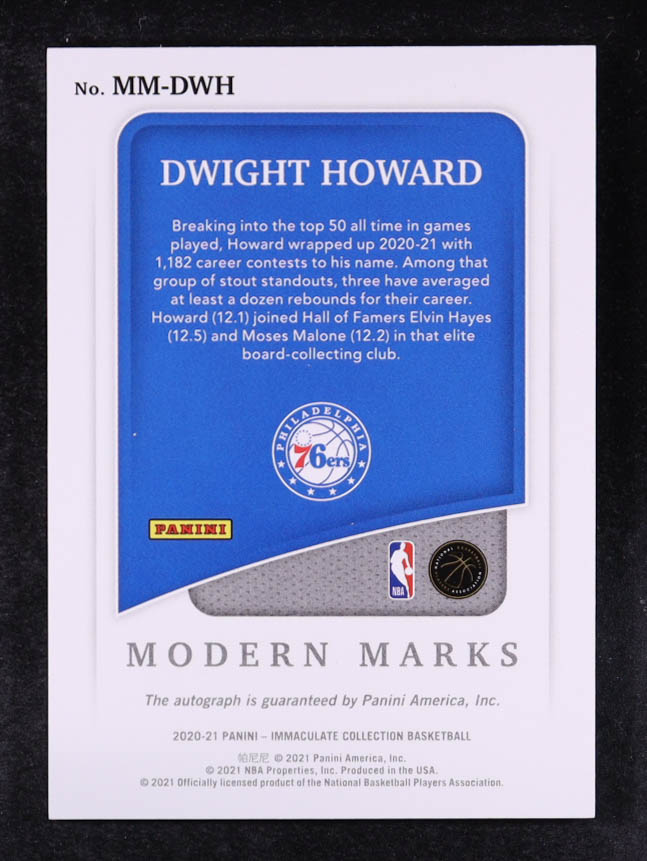 No. MM-DWH
DWIGHT HOWARD
Breaking into the top 50 all time in games
played, Howard wrapped up 2020-21 with
1,182 career contests to his name. Among that
group of stout standouts, three have averaged
at least a dozen rebounds for their career.
Howard (12.1) joined Hall of Famers Elvin Hayes
(12.5) and Moses Malone (12.2) in that elite
board-collecting club.
PHILADELPHIA
76ers
PANINI
NBA
NATIONAL BASKETBALL
ASSOCIATION
MODERN MARKS
The autograph is guaranteed by Panini America, Inc.
2020-21 PANINI – IMMACULATE COLLECTION BASKETBALL
帕尼尼 © 2021 Panini America, Inc.
© 2021 NBA Properties, Inc. Produced in the USA.
© 2021 Officially licensed product of the National Basketball Players Association.